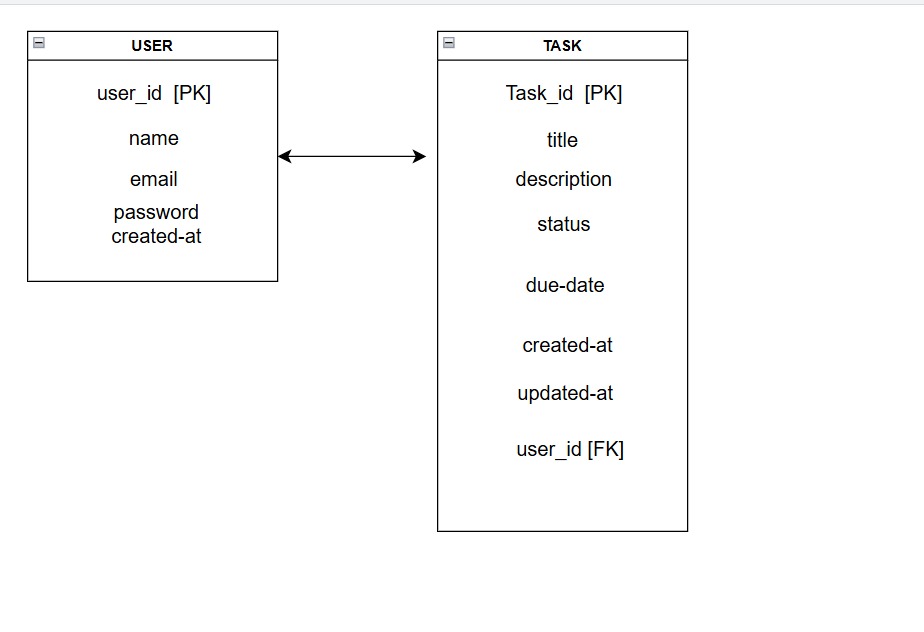 USER
user_id [PK]
name
email
password
created-at
TASK
Task_id [PK]
title
description
status
due-date
created-at
updated-at
user_id [FK]